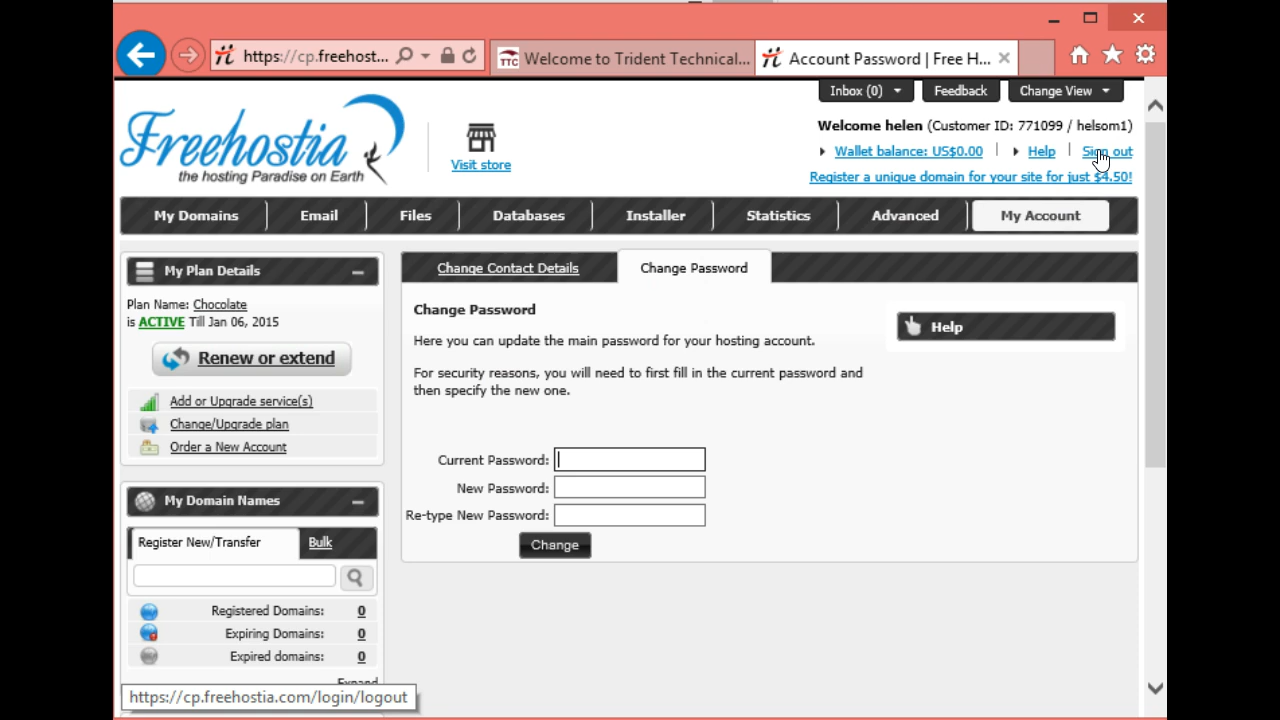 https://cp.freehost...
Welcome to Trident Technical...
Account Password | Free H...
TTC
Inbox (0)
Feedback
Change View
Freehostia
the hosting Paradise on Earth
Visit store
Welcome helen (Customer ID: 771099 / helsom1)
Wallet balance: US$0.00 | Help | Sign out
Register a unique domain for your site for just $4.50!
My Domains
Email
Files
Databases
Installer
Statistics
Advanced
My Account
My Plan Details
Plan Name: Chocolate
is ACTIVE Till Jan 06, 2015
Renew or extend
Add or Upgrade service(s)
Change/Upgrade plan
Order a New Account
My Domain Names
Register New/Transfer
Bulk
Registered Domains: 0
Expiring Domains: 0
Expired domains: 0
Expand
https://cp.freehostia.com/login/logout
Change Contact Details
Change Password
Change Password
Here you can update the main password for your hosting account.
For security reasons, you will need to first fill in the current password and
then specify the new one.
Current Password:
New Password:
Re-type New Password:
Change
Help